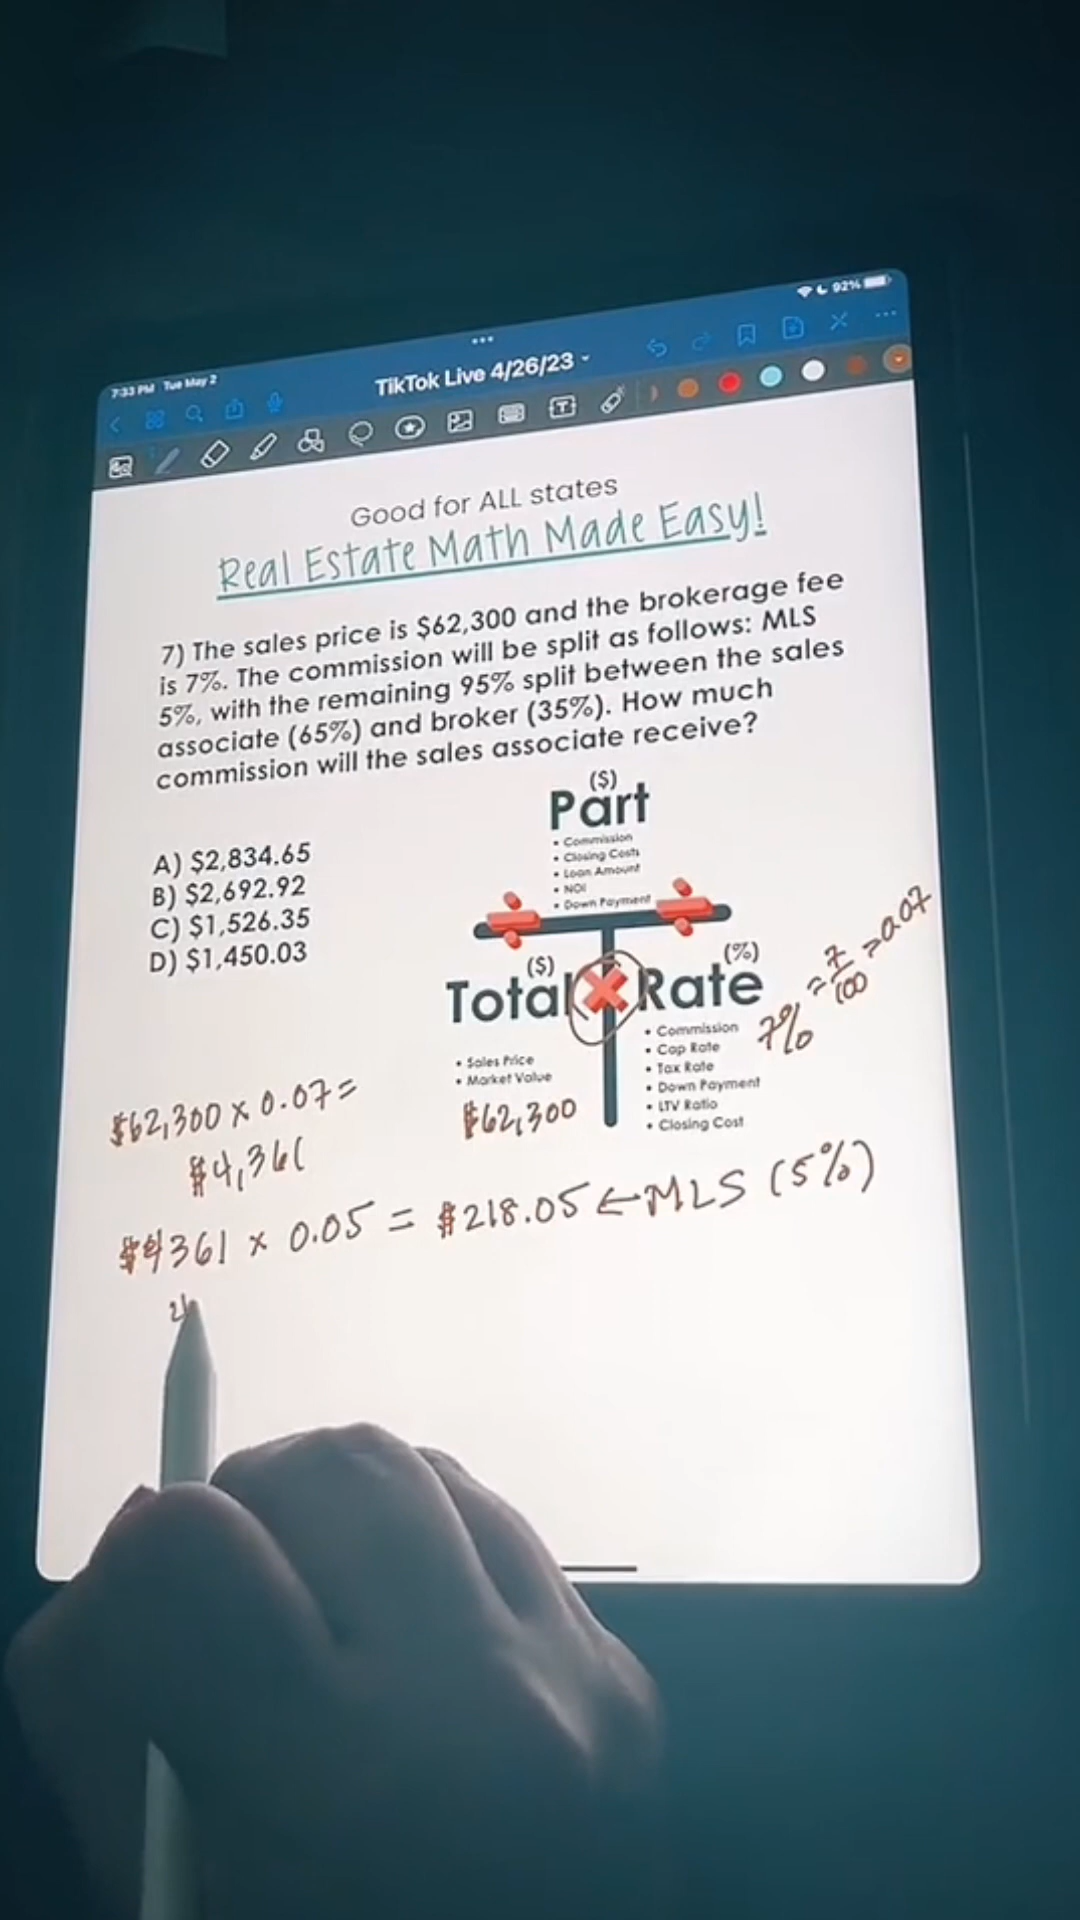 92%
7:33 PM Tue May 2
TikTok Live 4/26/23
Good for ALL states
Real Estate Math Made Easy!
7) The sales price is $62,300 and the brokerage fee
is 7%. The commission will be split as follows: MLS
5%, with the remaining 95% split between the sales
associate (65%) and broker (35%). How much
commission will the sales associate receive?
A) $2,834.65
B) $2,692.92
C) $1,526.35
D) $1,450.03
($)
Part
• Commission
• Closing Costs
• Loan Amount
• NOI
• Down Payment
($)
Total
×
(%)
Rate
• Sales Price
• Market Value
$62,300
• Commission
• Cap Rate
• Tax Rate
• Down Payment
• LTV Ratio
• Closing Cost
7% = 7/100 = 0.07
$62,300 x 0.07 =
$4,361
$4361 x 0.05 = $218.05 ← MLS (5%)